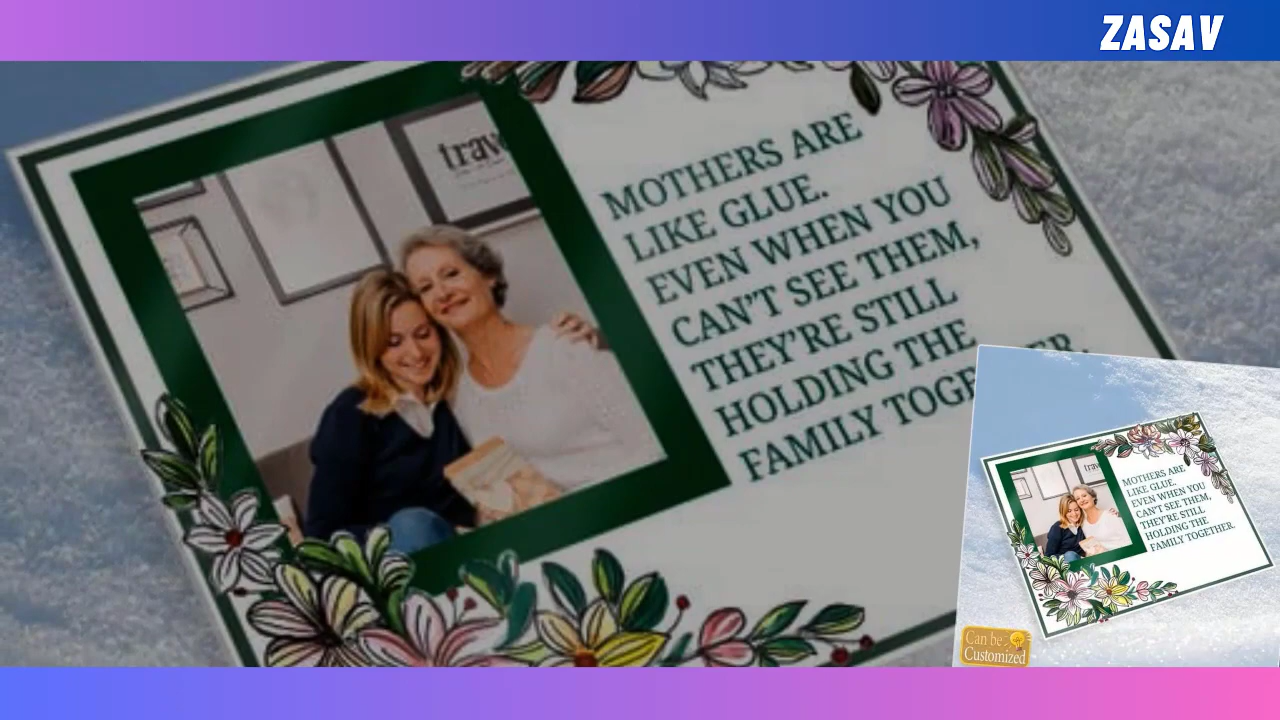 ZASAV
trav
MOTHERS ARE
LIKE GLUE.
EVEN WHEN YOU
CAN'T SEE THEM,
THEY'RE STILL
HOLDING THE
FAMILY TOGETHER.
trav
MOTHERS ARE
LIKE GLUE.
EVEN WHEN YOU
CAN'T SEE THEM,
THEY'RE STILL
HOLDING THE
FAMILY TOGETHER.
Can be
Customized